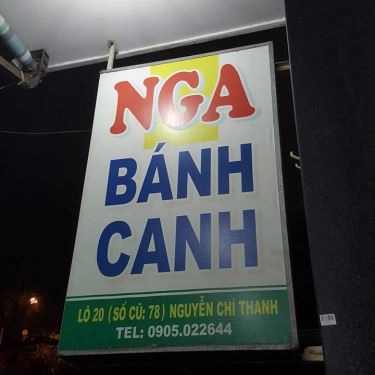 NGA
BÁNH
CANH
LÔ 20 ( SỐ CŨ: 78 ) NGUYỄN CHÍ THANH
TEL: 0905.022644